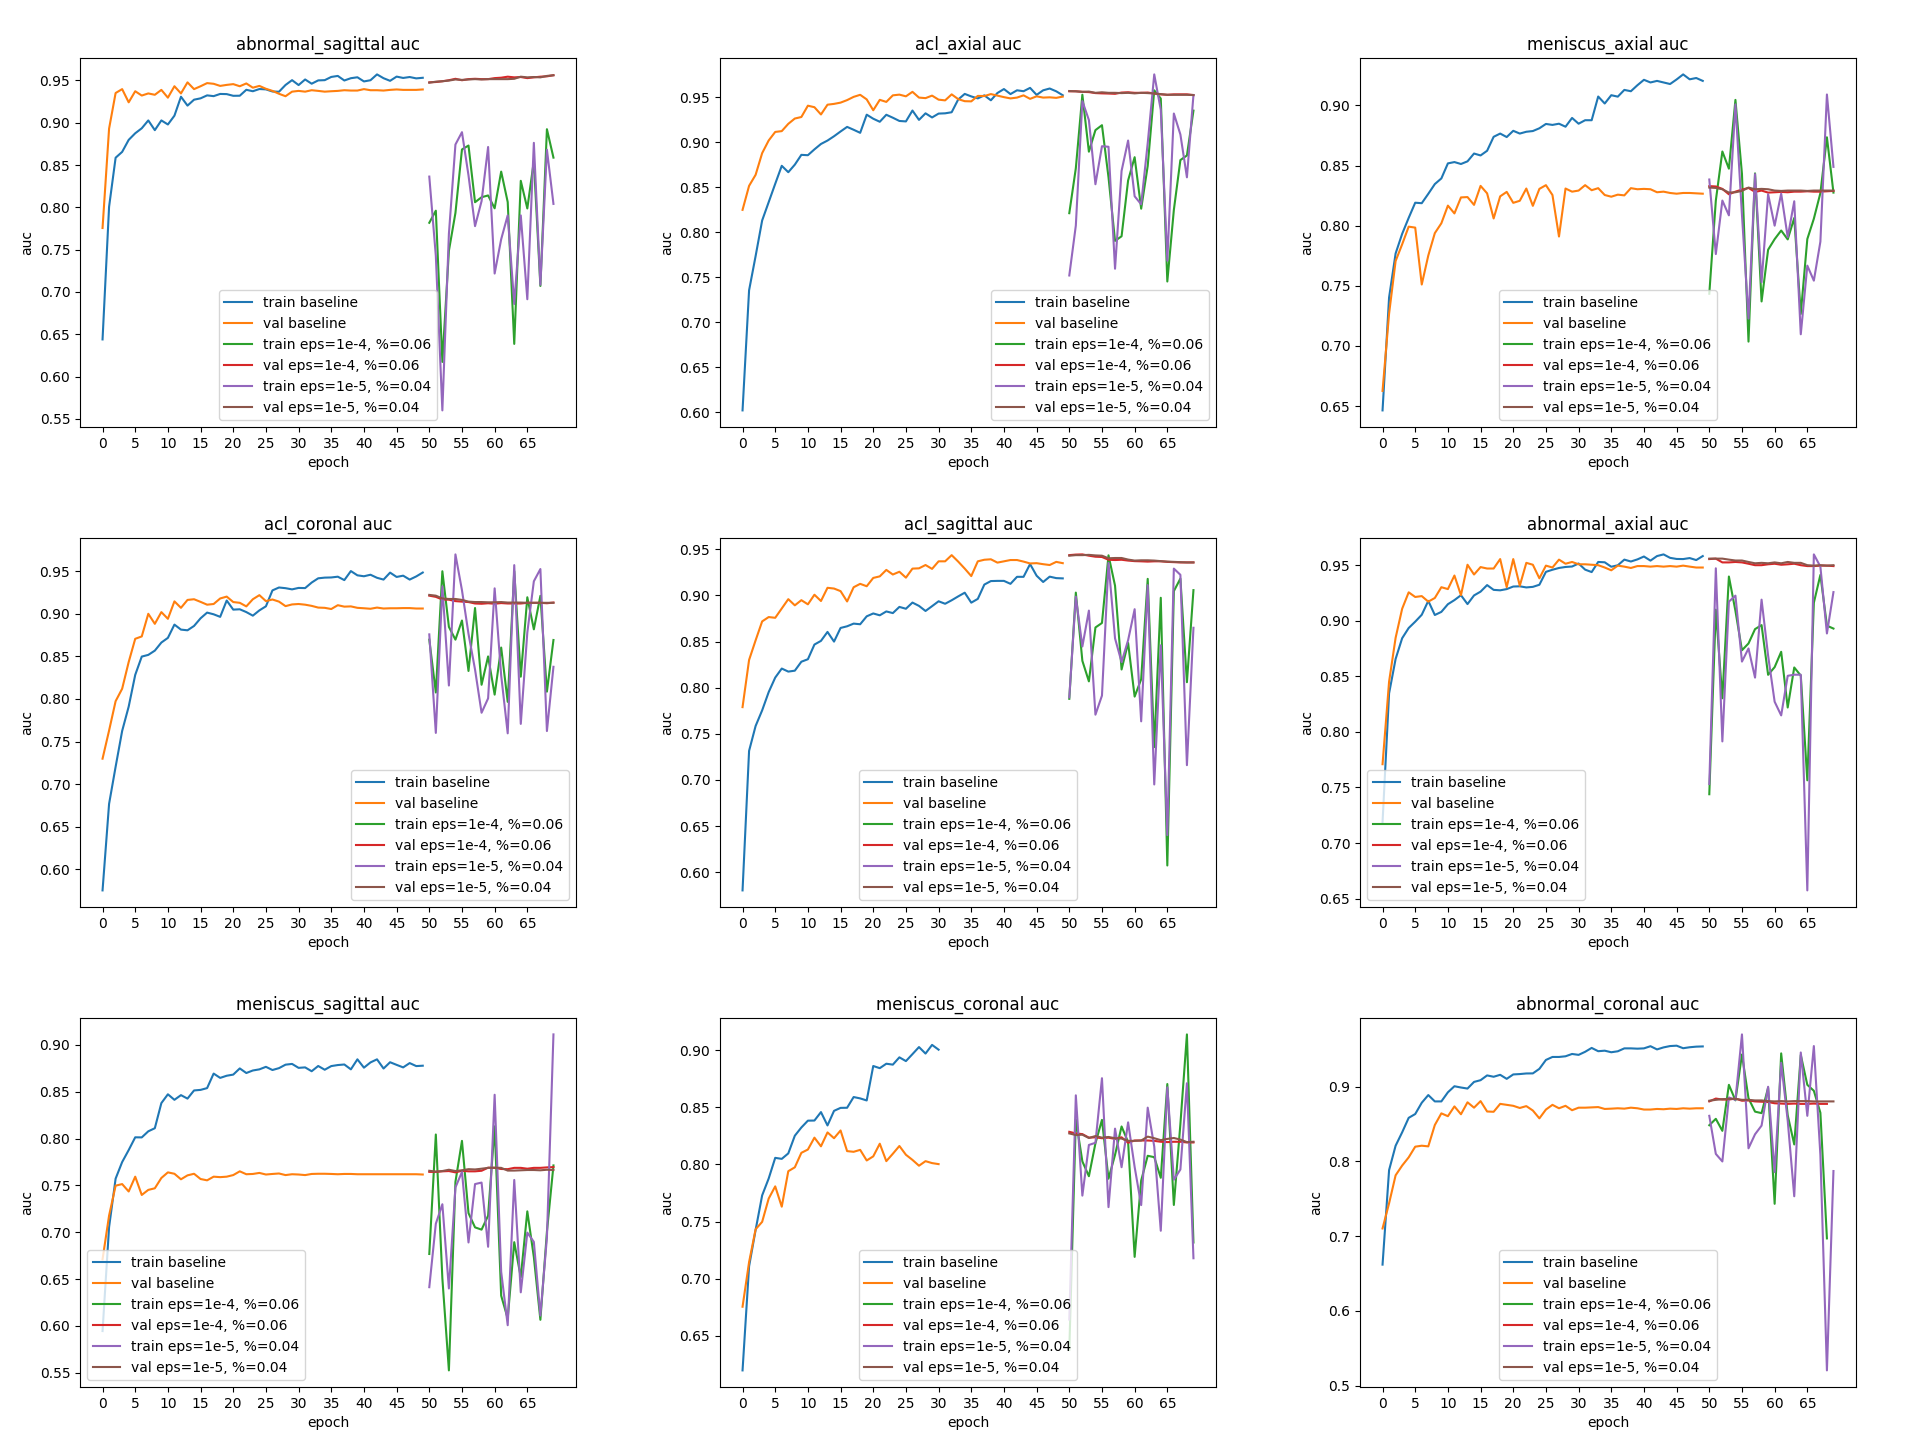 abnormal_sagittal auc
auc
0.95
0.90
0.85
0.80
0.75
0.70
0.65
0.60
0.55
train baseline
val baseline
train eps=1e-4, %=0.06
val eps=1e-4, %=0.06
train eps=1e-5, %=0.04
val eps=1e-5, %=0.04
0 5 10 15 20 25 30 35 40 45 50 55 60 65
epoch
acl_axial auc
auc
0.95
0.90
0.85
0.80
0.75
0.70
0.65
0.60
train baseline
val baseline
train eps=1e-4, %=0.06
val eps=1e-4, %=0.06
train eps=1e-5, %=0.04
val eps=1e-5, %=0.04
0 5 10 15 20 25 30 35 40 45 50 55 60 65
epoch
meniscus_axial auc
auc
0.90
0.85
0.80
0.75
0.70
0.65
train baseline
val baseline
train eps=1e-4, %=0.06
val eps=1e-4, %=0.06
train eps=1e-5, %=0.04
val eps=1e-5, %=0.04
0 5 10 15 20 25 30 35 40 45 50 55 60 65
epoch
acl_coronal auc
auc
0.95
0.90
0.85
0.80
0.75
0.70
0.65
0.60
train baseline
val baseline
train eps=1e-4, %=0.06
val eps=1e-4, %=0.06
train eps=1e-5, %=0.04
val eps=1e-5, %=0.04
0 5 10 15 20 25 30 35 40 45 50 55 60 65
epoch
acl_sagittal auc
auc
0.95
0.90
0.85
0.80
0.75
0.70
0.65
0.60
train baseline
val baseline
train eps=1e-4, %=0.06
val eps=1e-4, %=0.06
train eps=1e-5, %=0.04
val eps=1e-5, %=0.04
0 5 10 15 20 25 30 35 40 45 50 55 60 65
epoch
abnormal_axial auc
auc
0.95
0.90
0.85
0.80
0.75
0.70
0.65
train baseline
val baseline
train eps=1e-4, %=0.06
val eps=1e-4, %=0.06
train eps=1e-5, %=0.04
val eps=1e-5, %=0.04
0 5 10 15 20 25 30 35 40 45 50 55 60 65
epoch
meniscus_sagittal auc
auc
0.90
0.85
0.80
0.75
0.70
0.65
0.60
0.55
train baseline
val baseline
train eps=1e-4, %=0.06
val eps=1e-4, %=0.06
train eps=1e-5, %=0.04
val eps=1e-5, %=0.04
0 5 10 15 20 25 30 35 40 45 50 55 60 65
epoch
meniscus_coronal auc
auc
0.90
0.85
0.80
0.75
0.70
0.65
train baseline
val baseline
train eps=1e-4, %=0.06
val eps=1e-4, %=0.06
train eps=1e-5, %=0.04
val eps=1e-5, %=0.04
0 5 10 15 20 25 30 35 40 45 50 55 60 65
epoch
abnormal_coronal auc
auc
0.9
0.8
0.7
0.6
0.5
train baseline
val baseline
train eps=1e-4, %=0.06
val eps=1e-4, %=0.06
train eps=1e-5, %=0.04
val eps=1e-5, %=0.04
0 5 10 15 20 25 30 35 40 45 50 55 60 65
epoch